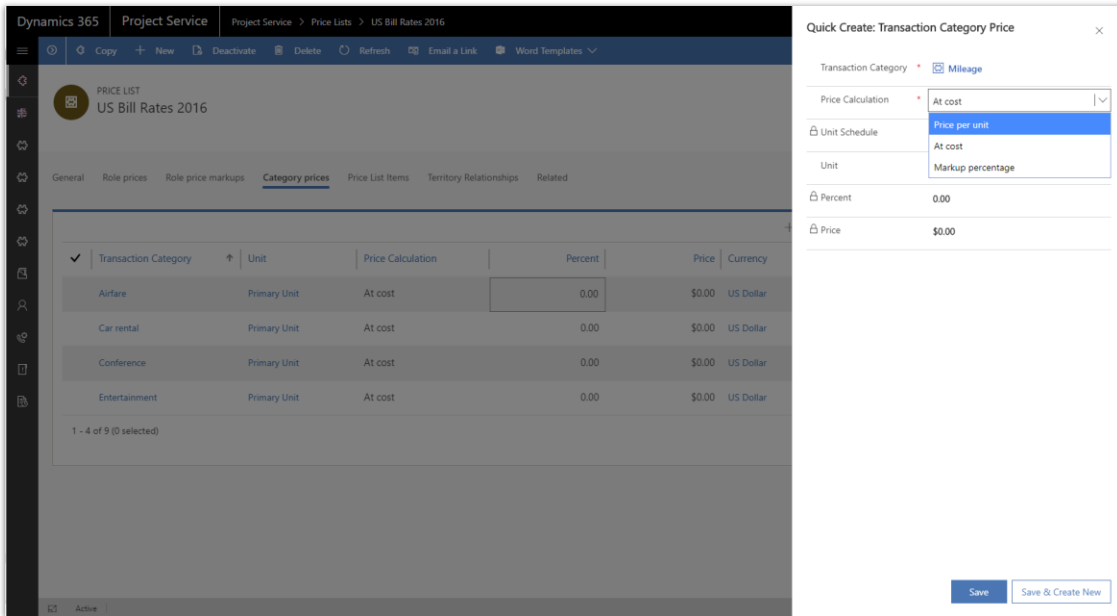 Dynamics 365 Project Service Project Service > Price Lists > US Bill Rates 2016
Copy + New Deactivate Delete Refresh Email a Link Word Templates
PRICE LIST
US Bill Rates 2016
General Role prices Role price markups Category prices Price List Items Territory Relationships Related
Transaction Category Unit Price Calculation Percent Price Currency
Airfare Primary Unit At cost 0.00 $0.00 US Dollar
Car rental Primary Unit At cost 0.00 $0.00 US Dollar
Conference Primary Unit At cost 0.00 $0.00 US Dollar
Entertainment Primary Unit At cost 0.00 $0.00 US Dollar
1 - 4 of 9 (0 selected)
Active
Quick Create: Transaction Category Price
Transaction Category * Mileage
Price Calculation * At cost
Price per unit
At cost
Markup percentage
Unit Schedule
Unit
Percent 0.00
Price $0.00
Save Save & Create New